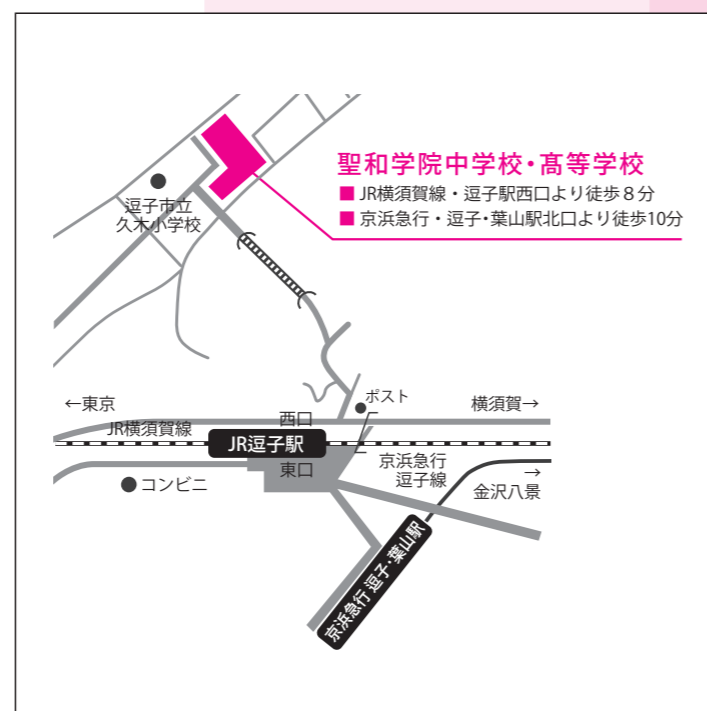 聖和学院中学校・髙等学校
■ JR横須賀線・逗子駅西口より徒歩８分
■ 京浜急行・逗子・葉山駅北口より徒歩10分
逗子市立
久木小学校
ポスト
←東京
横須賀→
西口
JR横須賀線
JR逗子駅
東口
京浜急行
逗子線
→
金沢八景
コンビニ
京浜急行 逗子・葉山駅